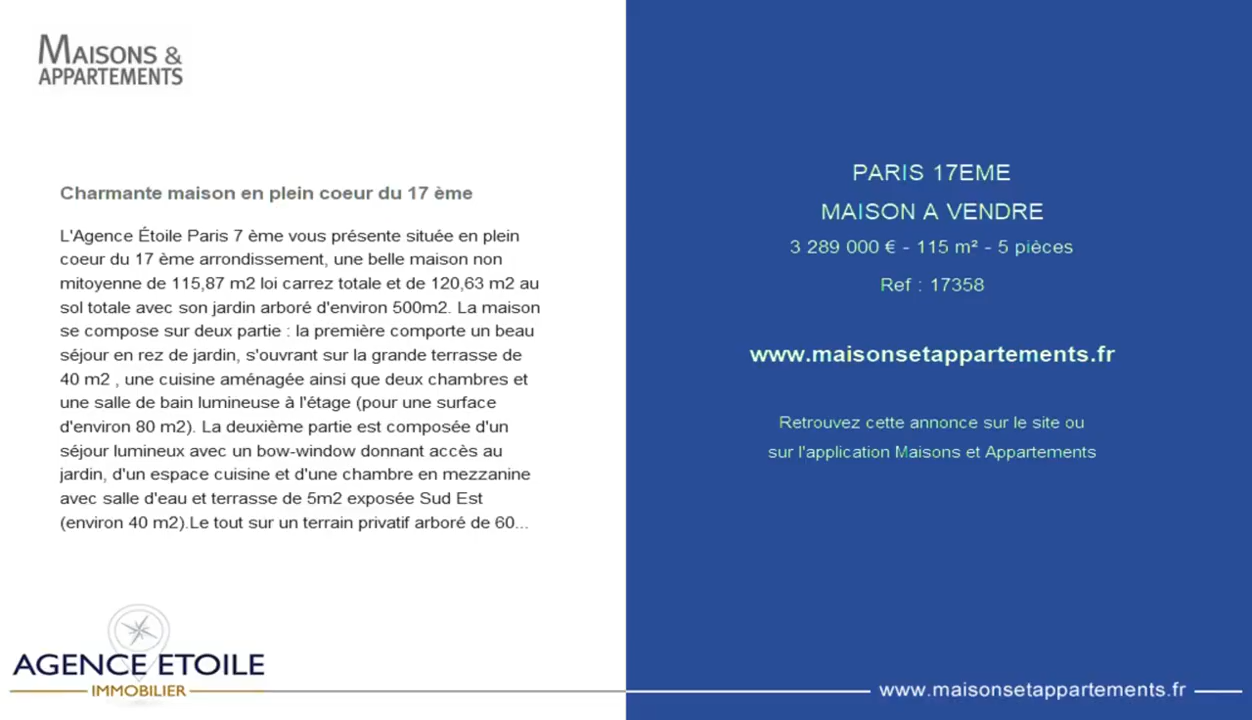 MAISONS &
APPARTEMENTS
Charmante maison en plein coeur du 17 ème
L'Agence Étoile Paris 7 ème vous présente située en plein
coeur du 17 ème arrondissement, une belle maison non
mitoyenne de 115,87 m2 loi carrez totale et de 120,63 m2 au
sol totale avec son jardin arboré d'environ 500m2. La maison
se compose sur deux partie : la première comporte un beau
séjour en rez de jardin, s'ouvrant sur la grande terrasse de
40 m2 , une cuisine aménagée ainsi que deux chambres et
une salle de bain lumineuse à l'étage (pour une surface
d'environ 80 m2). La deuxième partie est composée d'un
séjour lumineux avec un bow-window donnant accès au
jardin, d'un espace cuisine et d'une chambre en mezzanine
avec salle d'eau et terrasse de 5m2 exposée Sud Est
(environ 40 m2).Le tout sur un terrain privatif arboré de 60...
AGENCE ETOILE
IMMOBILIER
PARIS 17EME
MAISON A VENDRE
3 289 000 € - 115 m² - 5 pièces
Ref : 17358
www.maisonsetappartements.fr
Retrouvez cette annonce sur le site ou
sur l'application Maisons et Appartements
www.maisonsetappartements.fr